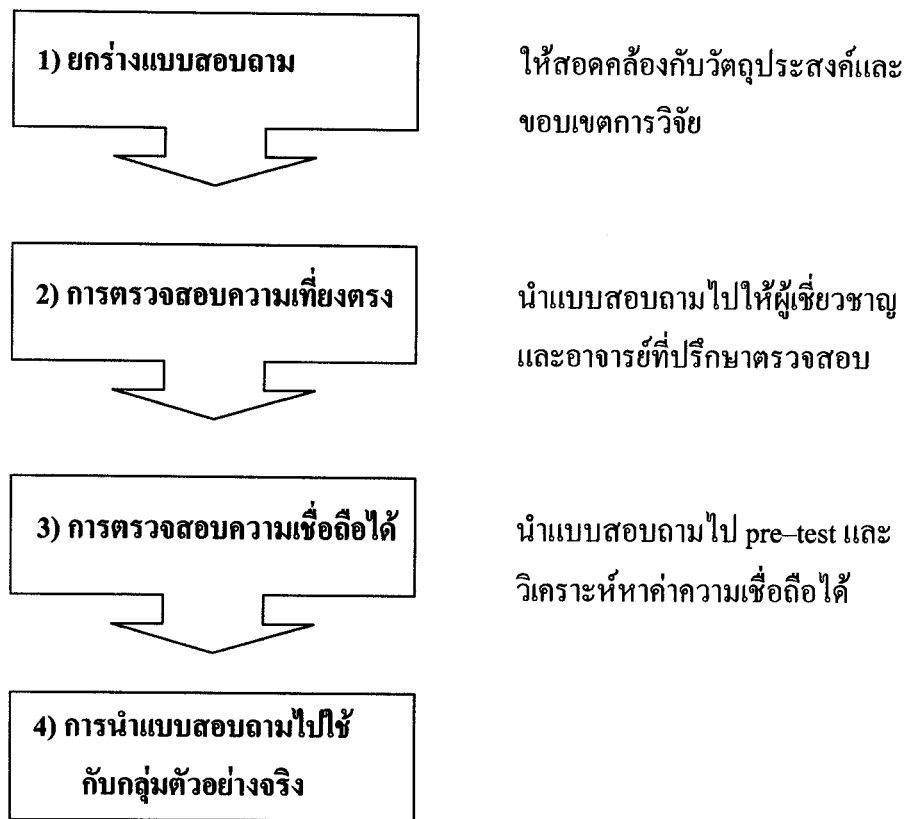 1) ยกร่างแบบสอบถาม
ให้สอดคล้องกับวัตถุประสงค์และ
ขอบเขตการวิจัย
2) การตรวจสอบความเที่ยงตรง
นำแบบสอบถามไปให้ผู้เชี่ยวชาญ
และอาจารย์ที่ปรึกษาตรวจสอบ
3) การตรวจสอบความเชื่อถือได้
นำแบบสอบถามไป pre–test และ
วิเคราะห์หาค่าความเชื่อถือได้
4) การนำแบบสอบถามไปใช้
กับกลุ่มตัวอย่างจริง